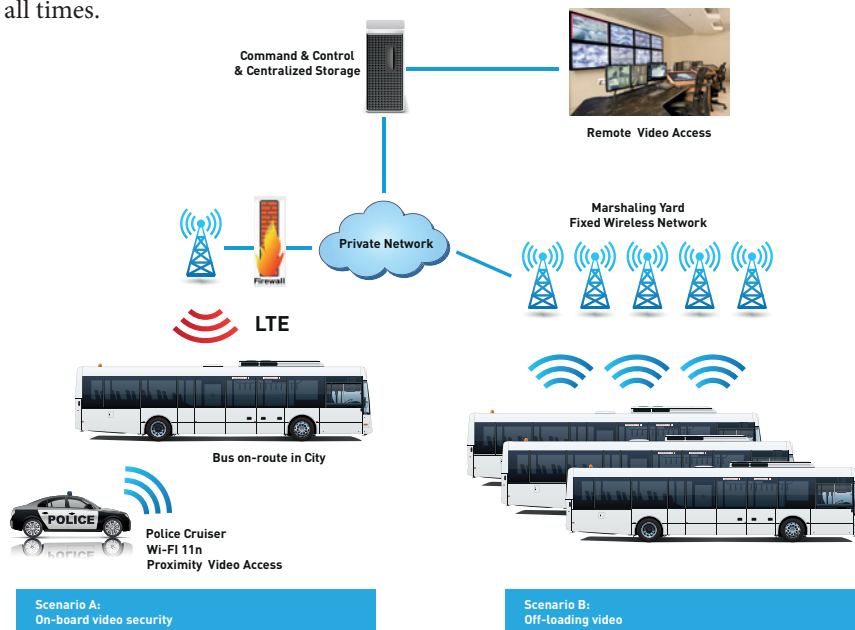 all times.
Command & Control
& Centralized Storage
Remote Video Access
Marshaling Yard
Fixed Wireless Network
Private Network
Firewall
LTE
Bus on-route in City
POLICE
Police Cruiser
Wi-FI 11n
Proximity Video Access
Scenario A:
On-board video security
Scenario B:
Off-loading video